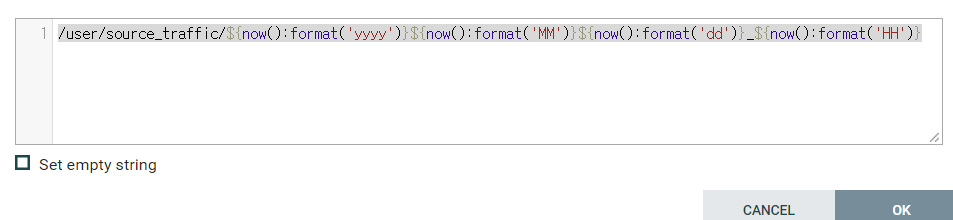 1 /user/source_traffic/${now():format('yyyy')}${now():format('MM')}${now():format('dd')}_${now():format('HH')}
Set empty string
CANCEL OK